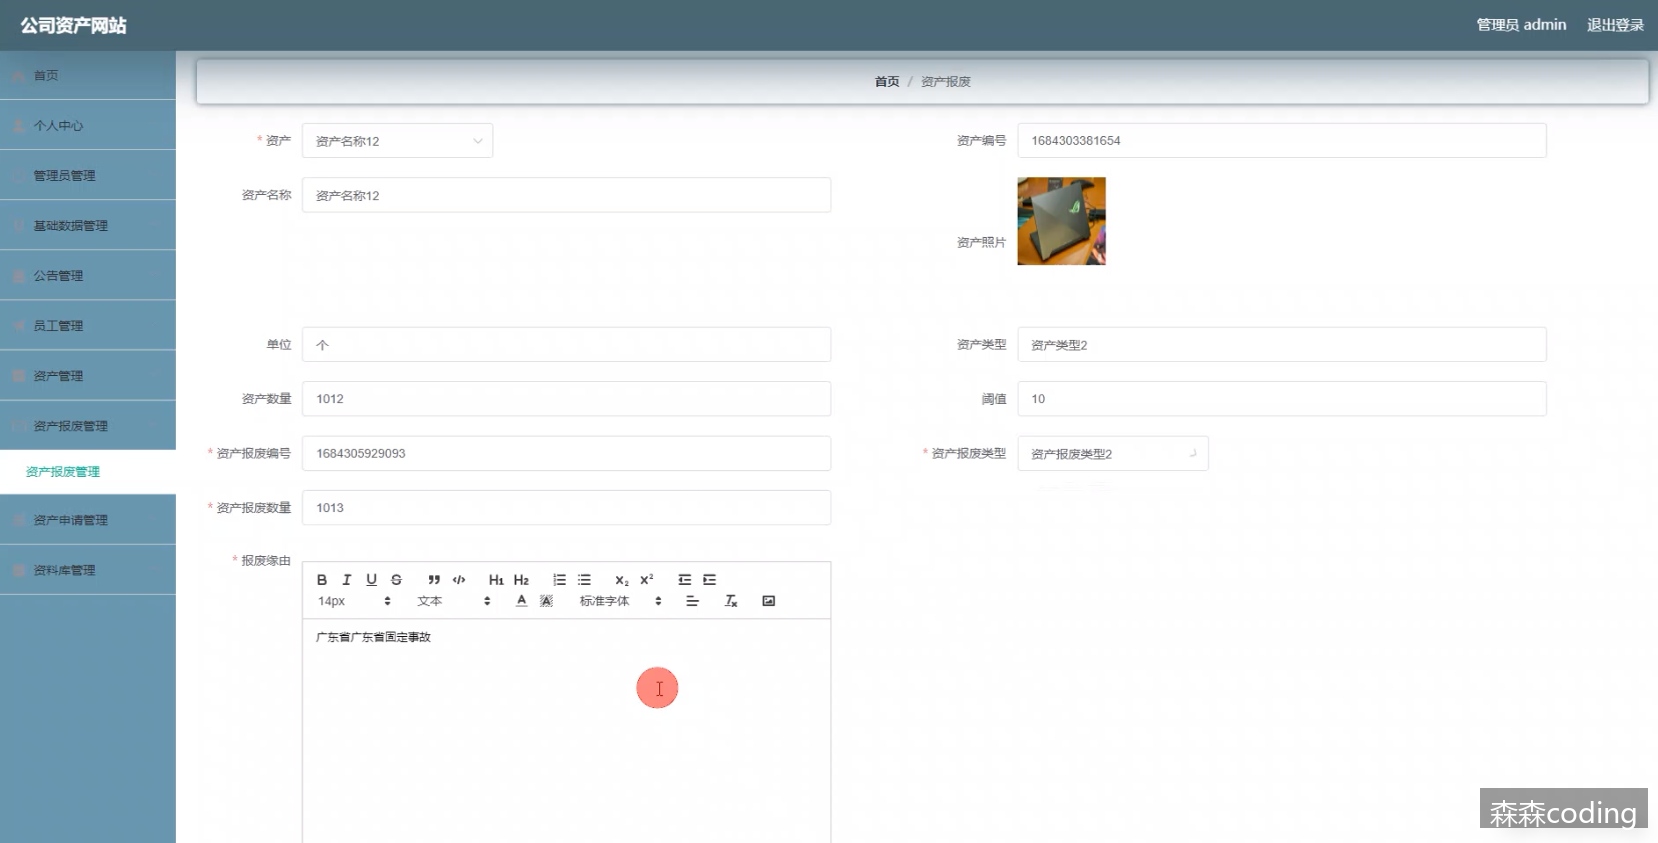 公司资产网站
管理员 admin
退出登录
首页
个人中心
管理员管理
基础数据管理
公告管理
员工管理
资产管理
资产报废管理
资产报废管理
资产申请管理
资料库管理
首页 / 资产报废
* 资产 资产名称12
资产编号 1684303381654
资产名称 资产名称12
资产照片
单位 个
资产类型 资产类型2
资产数量 1012
阈值 10
* 资产报废编号 1684305929093
* 资产报废类型 资产报废类型2
* 资产报废数量 1013
* 报废缘由
B I U S ” </> H1 H2 X2 X2
14px 文本 A A 标准字体
广东省广东省固定事故
森森coding